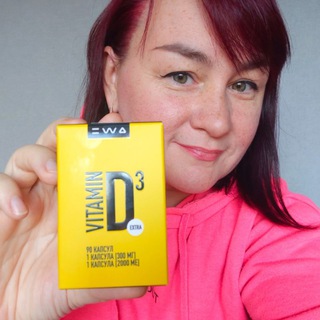 EWA
VITAMIN D3
EXTRA
90 КАПСУЛ
1 КАПСУЛА (300 МГ)
1 КАПСУЛА (2000 МЕ)